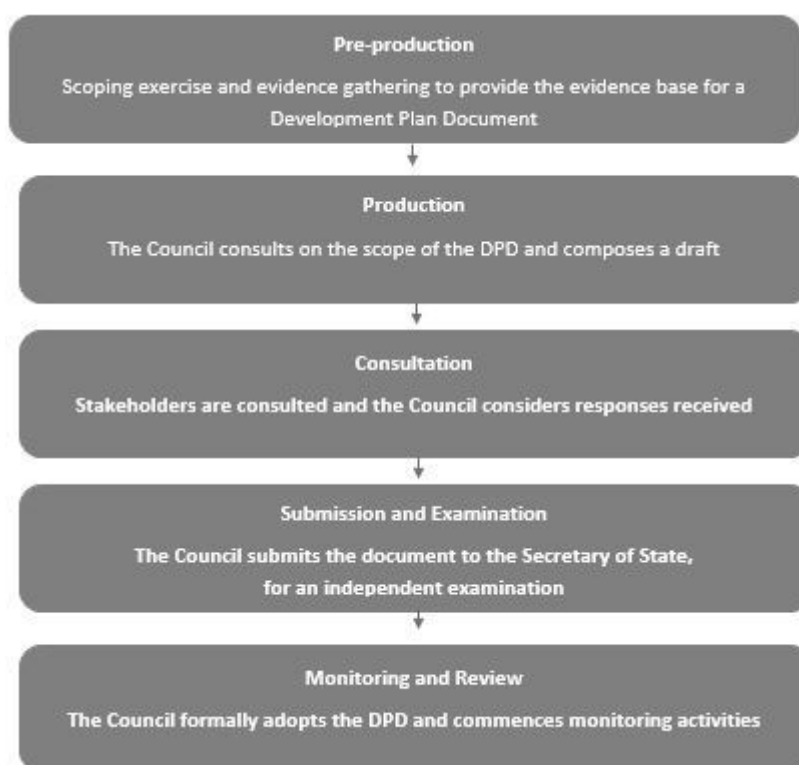 Pre-production
Scoping exercise and evidence gathering to provide the evidence base for a
Development Plan Document
Production
The Council consults on the scope of the DPD and composes a draft
Consultation
Stakeholders are consulted and the Council considers responses received
Submission and Examination
The Council submits the document to the Secretary of State,
for an independent examination
Monitoring and Review
The Council formally adopts the DPD and commences monitoring activities